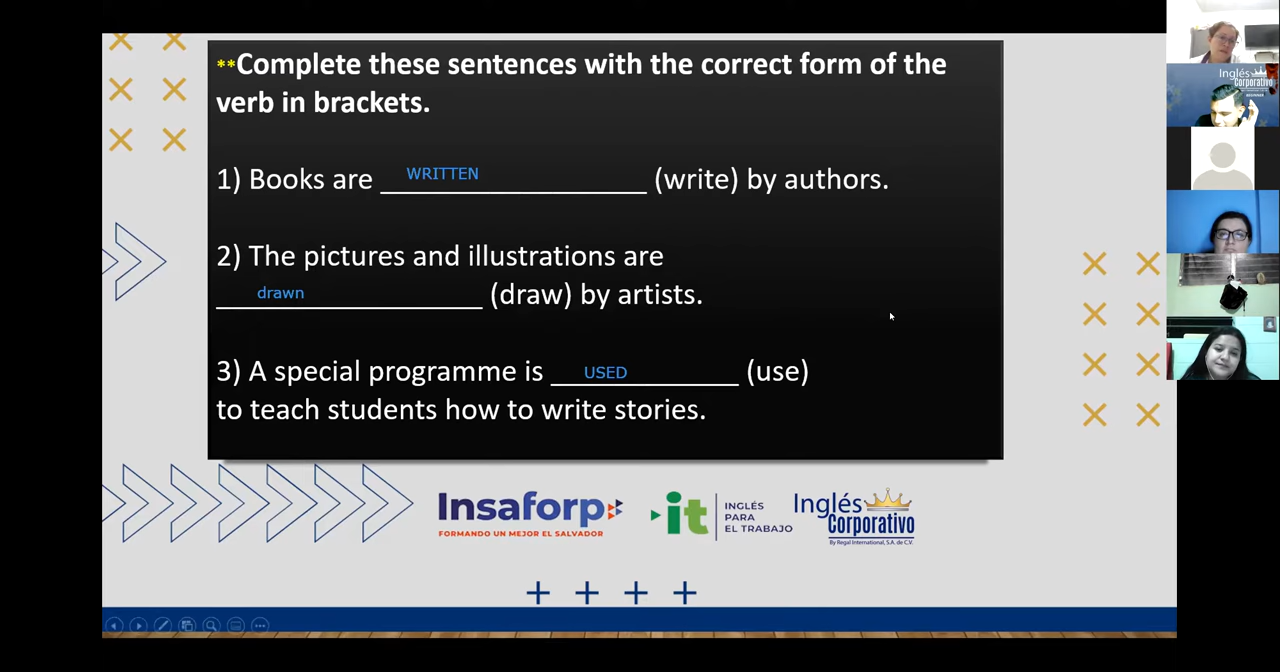 **Complete these sentences with the correct form of the
verb in brackets.
1) Books are WRITTEN (write) by authors.
2) The pictures and illustrations are
drawn (draw) by artists.
3) A special programme is USED (use)
to teach students how to write stories.
Insaforp
FORMANDO UN MEJOR EL SALVADOR
it
INGLÉS
PARA
EL TRABAJO
Inglés
Corporativo
By Regal International, S.A. de C.V.
Inglés
Corporativo